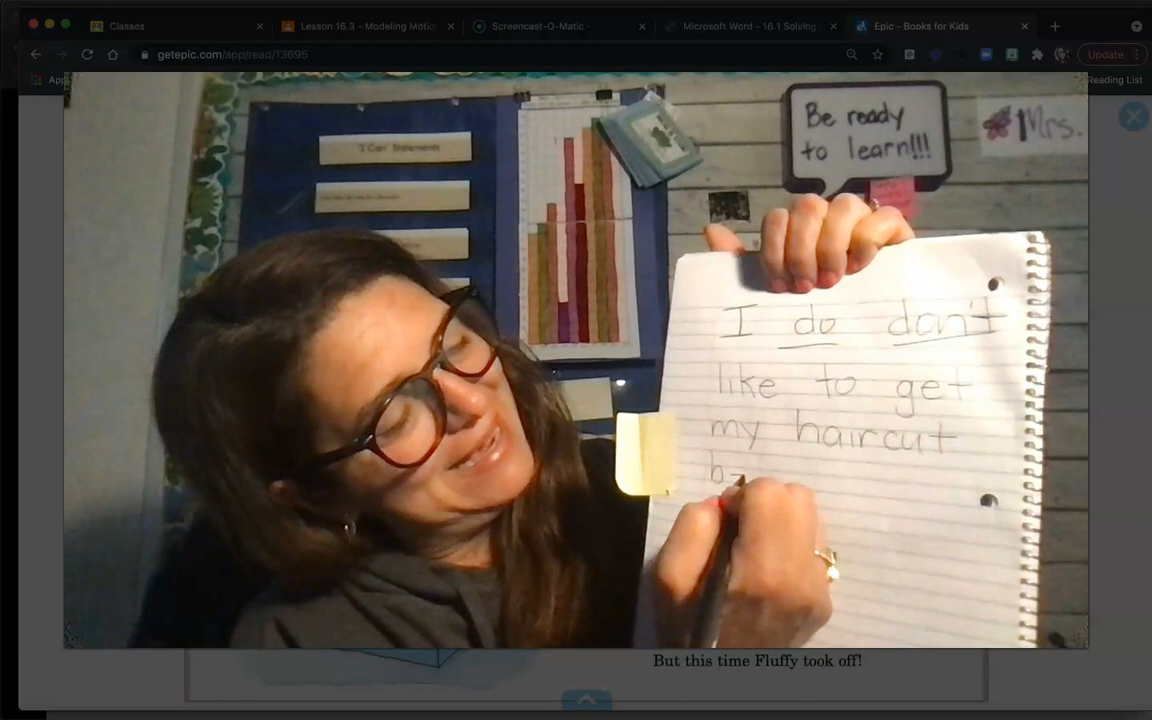 Classes
Lesson 16.3 - Modeling Motio
Screencast-O-Matic -
Microsoft Word - 16.1 Solving
Epic - Books for Kids
getepic.com/app/read/13695
Update
App
Reading List
"I Can" Statements
Be ready
to learn!!!
Mrs.
I do don't
like to get
my haircut
b
But this time Fluffy took off!